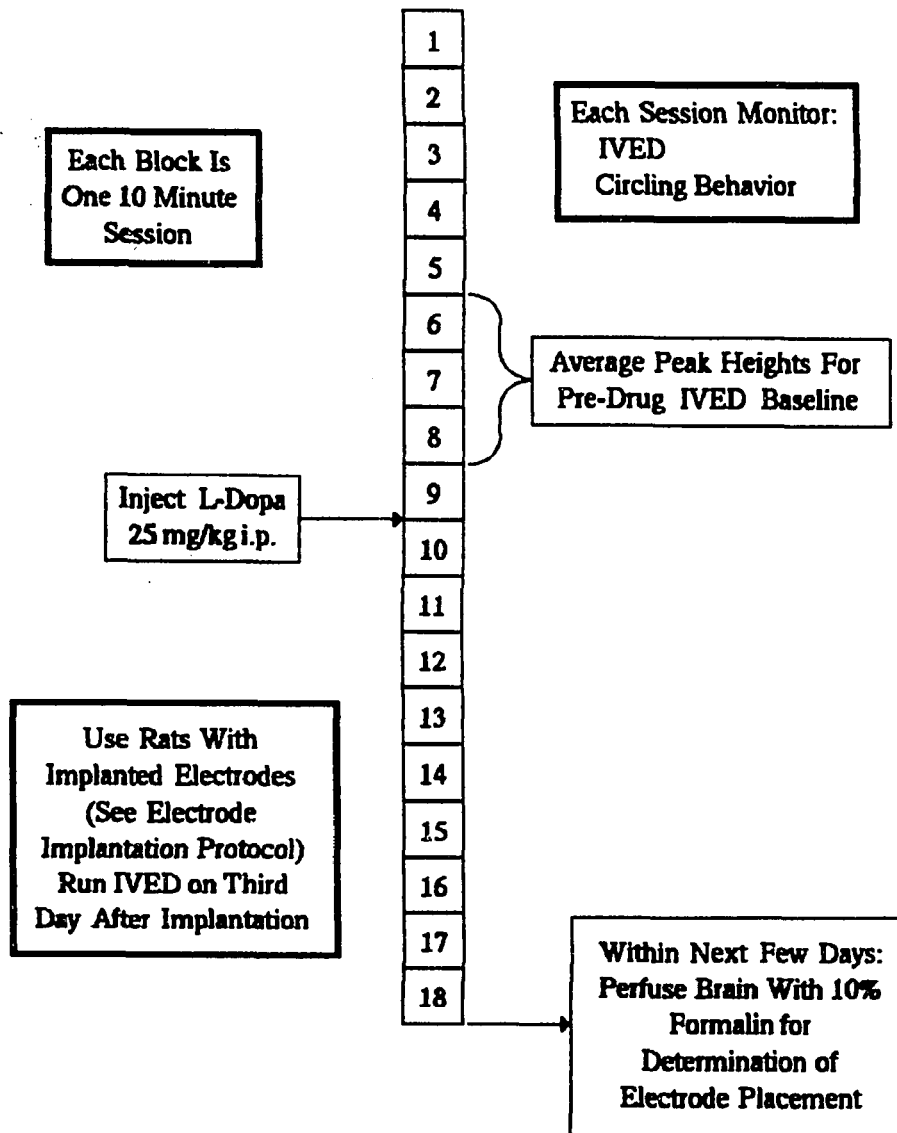 1
2
3
4
5
6
7
8
9
10
11
12
13
14
15
16
17
18
Each Block Is
One 10 Minute
Session
Each Session Monitor:
IVED
Circling Behavior
Average Peak Heights For
Pre-Drug IVED Baseline
Inject L-Dopa
25 mg/kg i.p.
Use Rats With
Implanted Electrodes
(See Electrode
Implantation Protocol)
Run IVED on Third
Day After Implantation
Within Next Few Days:
Perfuse Brain With 10%
Formalin for
Determination of
Electrode Placement